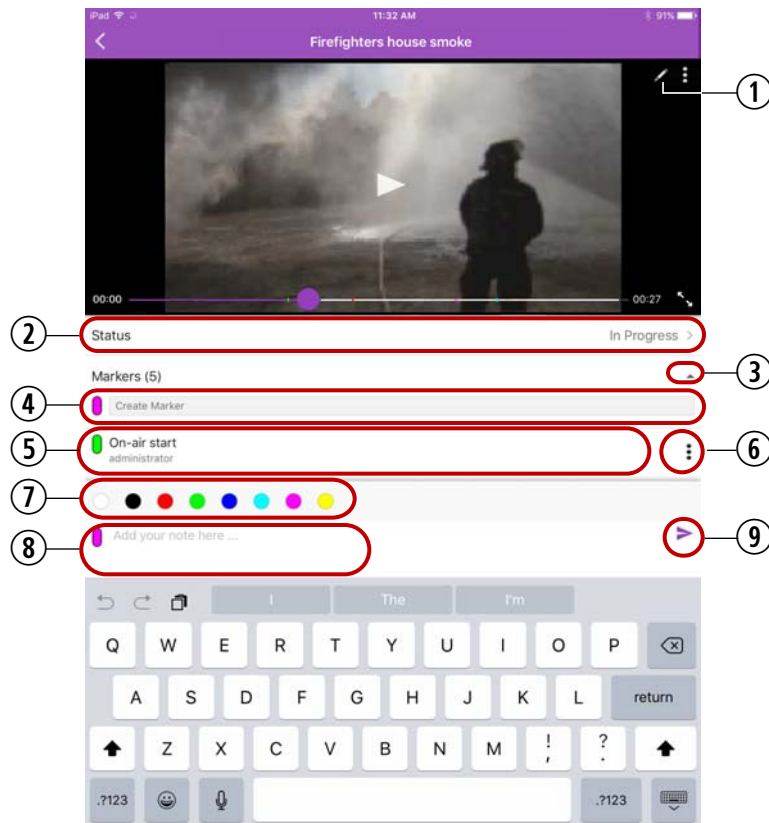 iPad 11:32 AM 91%
Firefighters house smoke
1
00:00 00:27
2 Status In Progress
Markers (5) 3
4 Create Marker
5 On-air start 6
administrator
7
8 Add your note here ... 9
I The I'm
Q W E R T Y U I O P
A S D F G H J K L return
Z X C V B N M ! , ? .
.?123 .?123